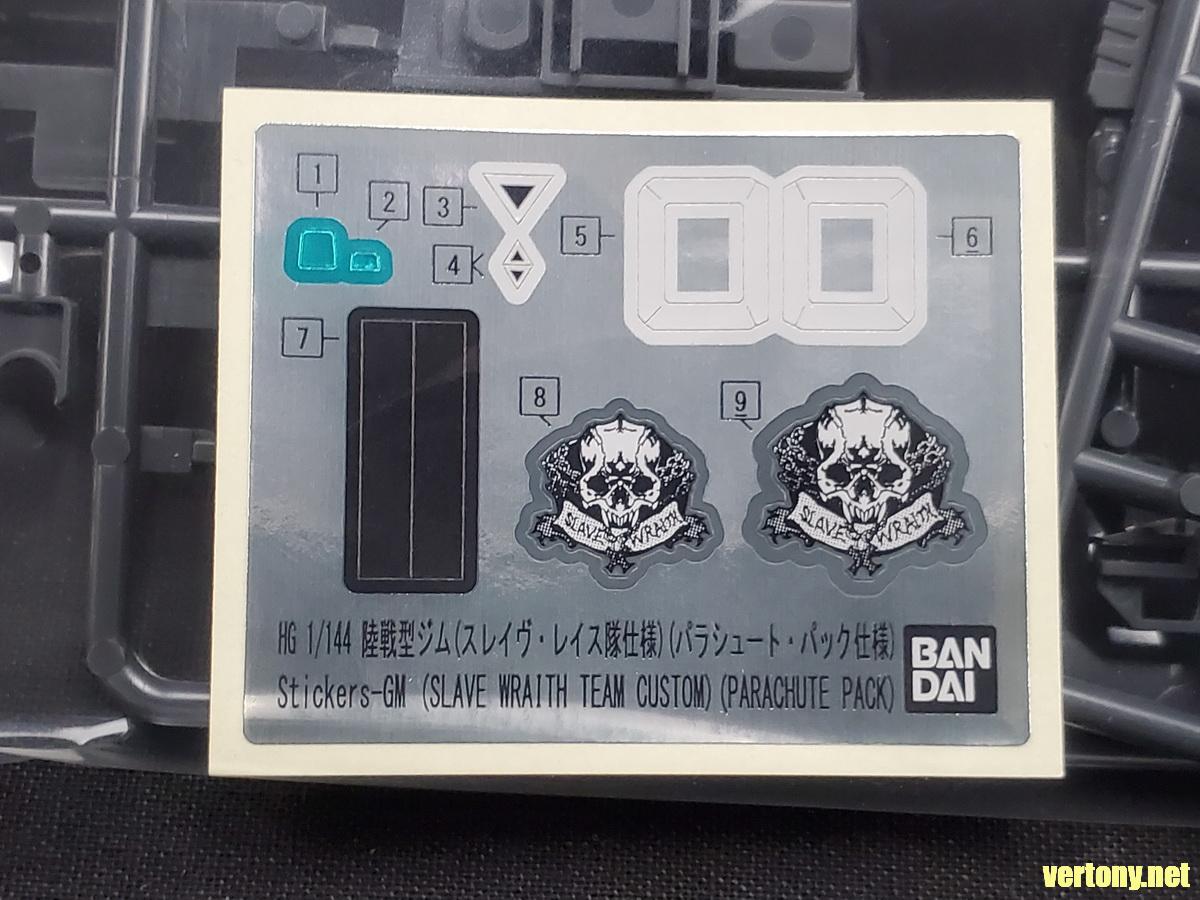 1
2
3
4
5
6
7
8
9
SLAVE WRAITH
SLAVE WRAITH
HG 1/144 陸戦型ジム(スレイヴ・レイス隊仕様)(パラシュート・パック仕様)
Stickers-GM (SLAVE WRAITH TEAM CUSTOM)(PARACHUTE PACK)
BAN
DAI
vertony.net